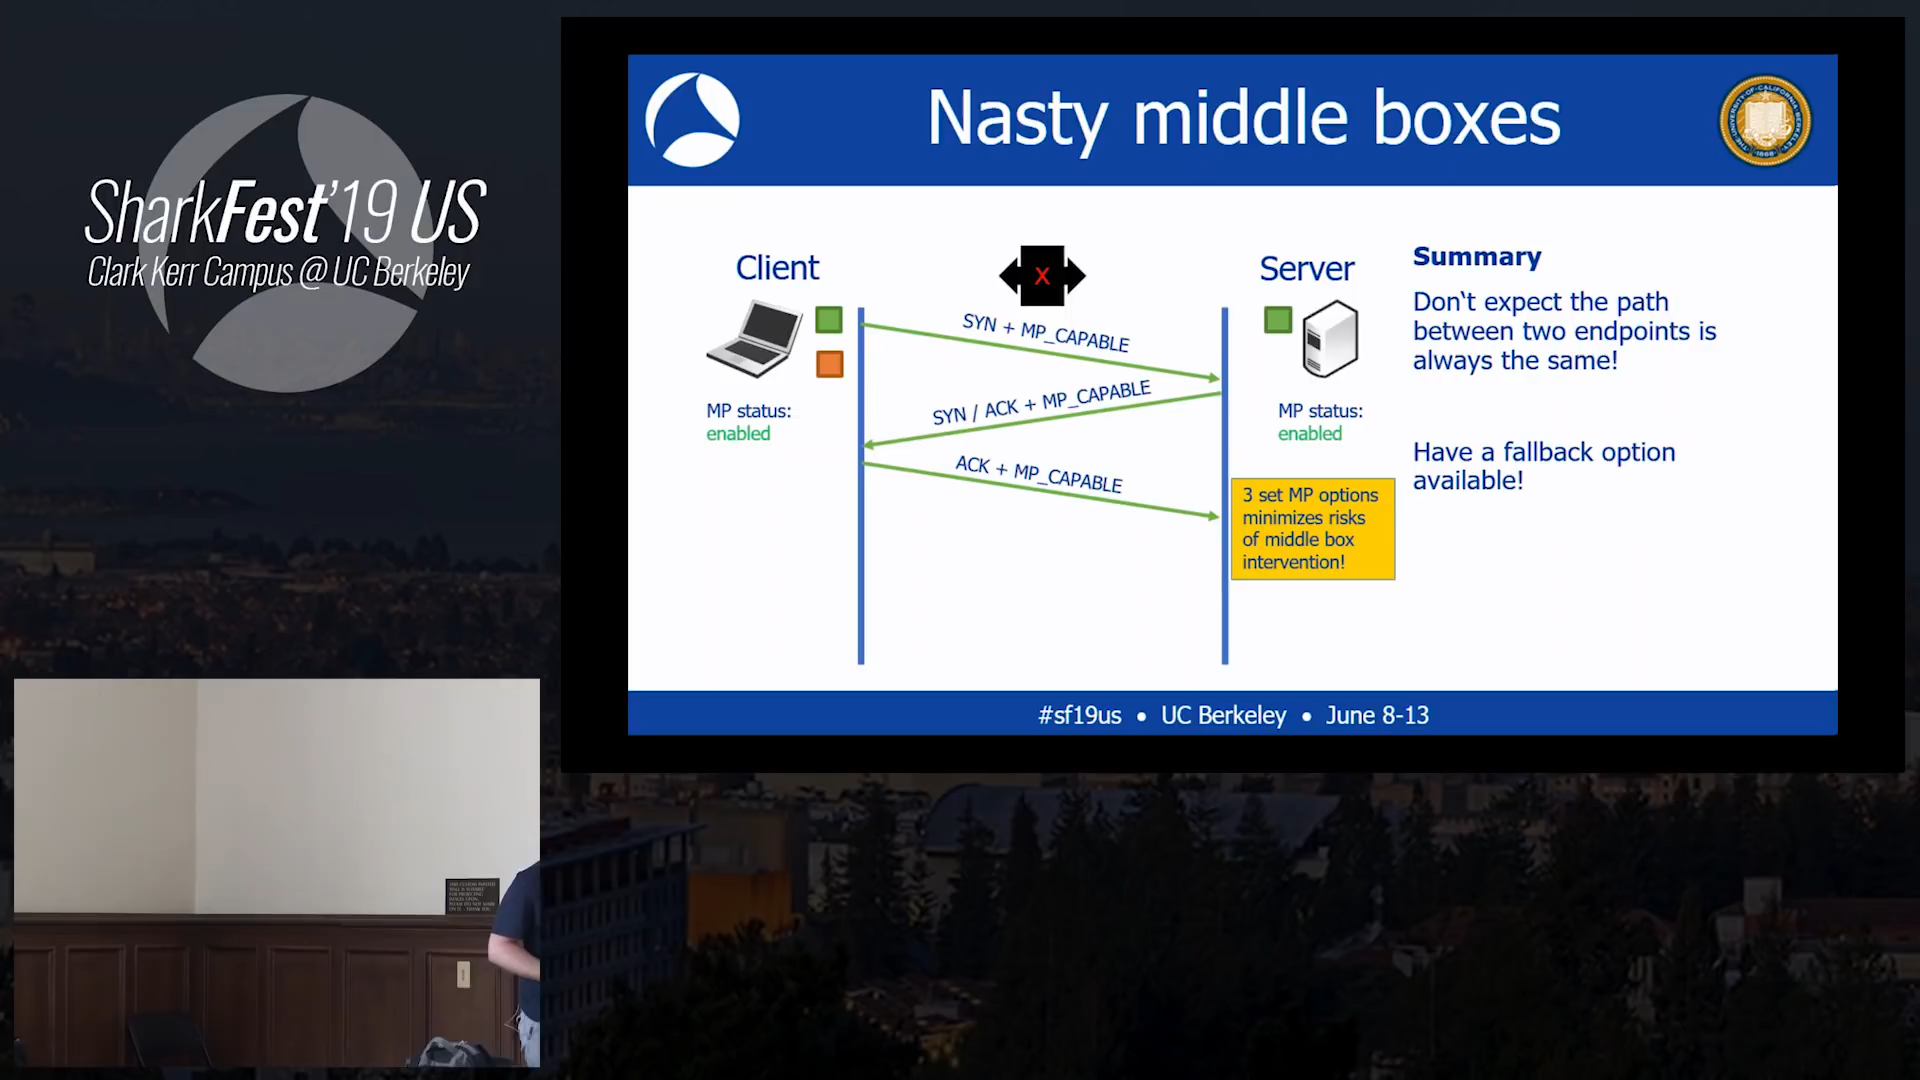 SharkFest'19 US
Clark Kerr Campus @ UC Berkeley
Nasty middle boxes
Client
X
Server
SYN + MP_CAPABLE
SYN / ACK + MP_CAPABLE
ACK + MP_CAPABLE
MP status:
enabled
MP status:
enabled
3 set MP options
minimizes risks
of middle box
intervention!
Summary
Don't expect the path
between two endpoints is
always the same!
Have a fallback option
available!
#sf19us • UC Berkeley • June 8-13